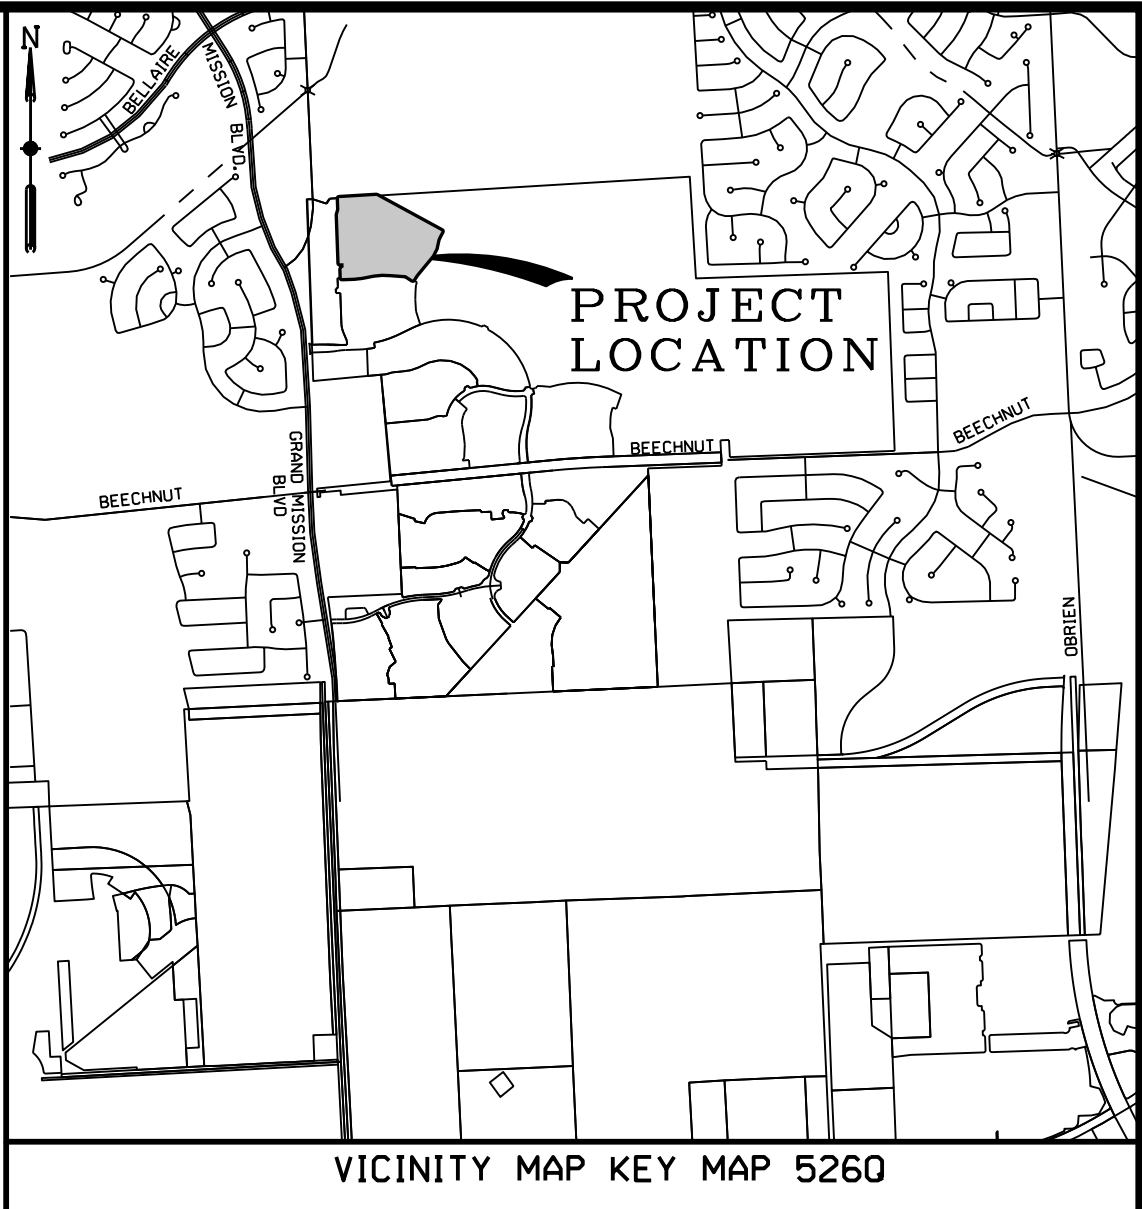 N
BELLAIRE
MISSION BLVD.
PROJECT
LOCATION
BEECHNUT
BEECHNUT
BEECHNUT
GRAND MISSION
BLVD
OBRIEN
VICINITY MAP KEY MAP 526Q